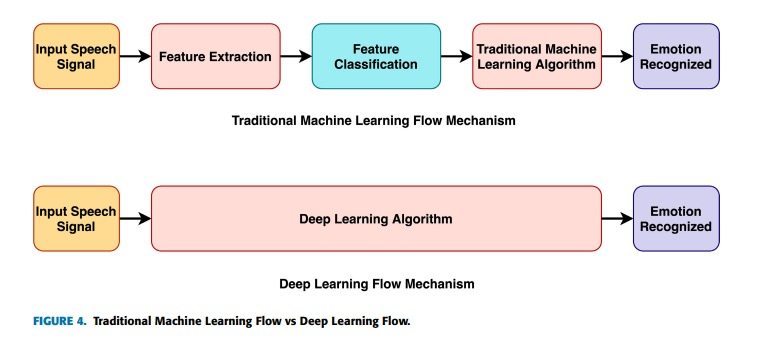 Input Speech
Signal
Feature Extraction
Feature
Classification
Traditional Machine
Learning Algorithm
Emotion
Recognized
Traditional Machine Learning Flow Mechanism
Input Speech
Signal
Deep Learning Algorithm
Emotion
Recognized
Deep Learning Flow Mechanism
FIGURE 4. Traditional Machine Learning Flow vs Deep Learning Flow.